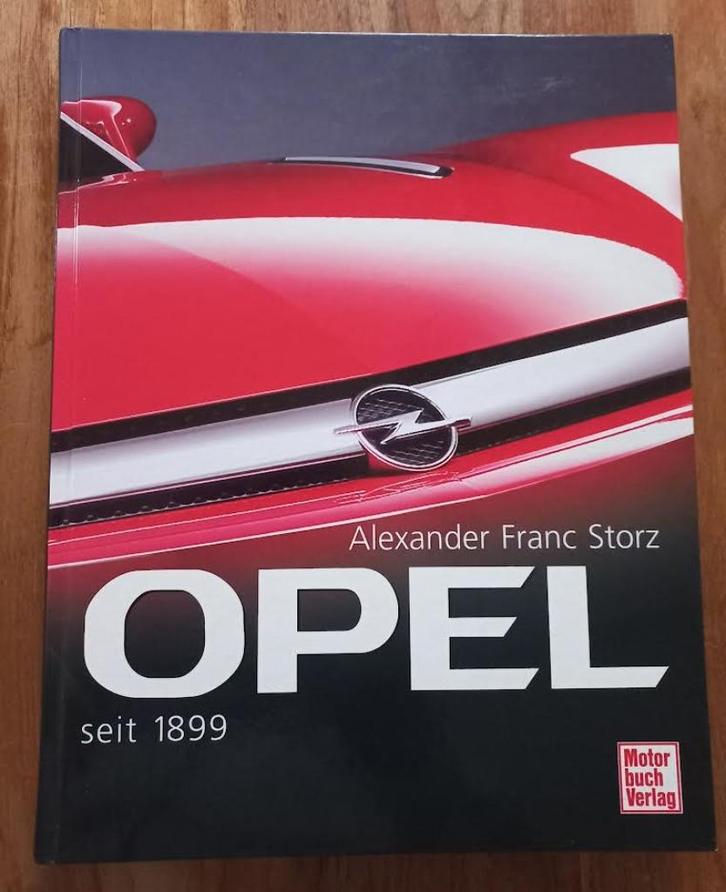 Alexander Franc Storz
OPEL
seit 1899
Motor
buch
Verlag